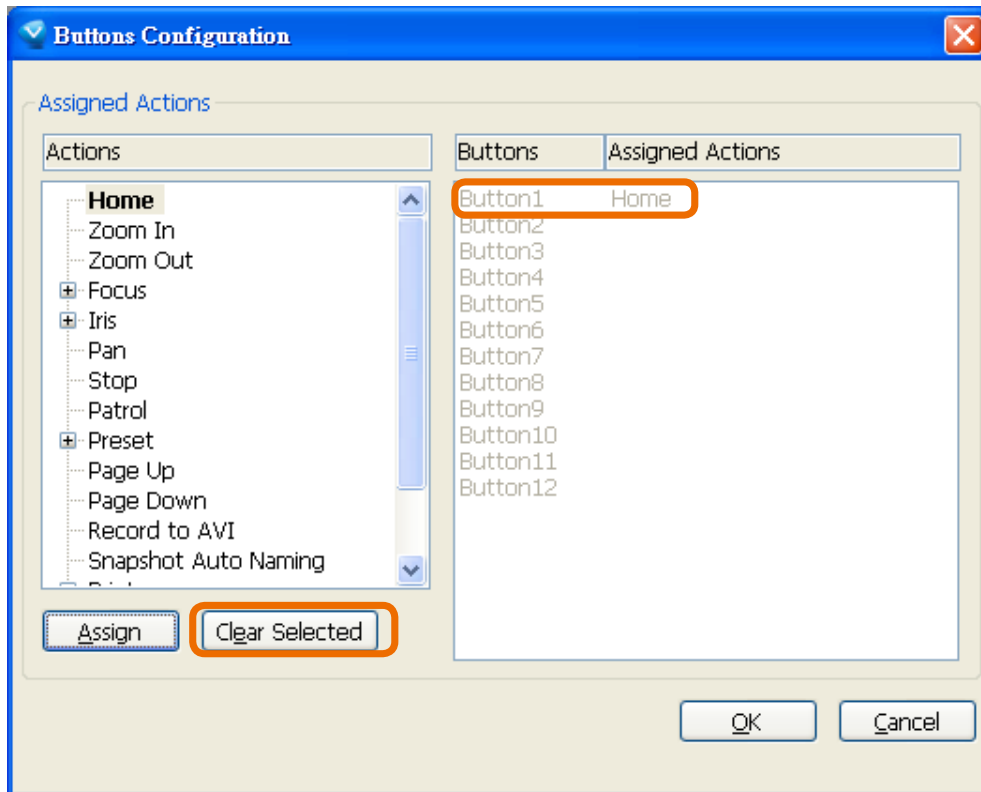 Buttons Configuration
Assigned Actions
Actions
Buttons Assigned Actions
Home
Zoom In
Zoom Out
Focus
Iris
Pan
Stop
Patrol
Preset
Page Up
Page Down
Record to AVI
Snapshot Auto Naming
Button1 Home
Button2
Button3
Button4
Button5
Button6
Button7
Button8
Button9
Button10
Button11
Button12
Assign Clear Selected
OK Cancel